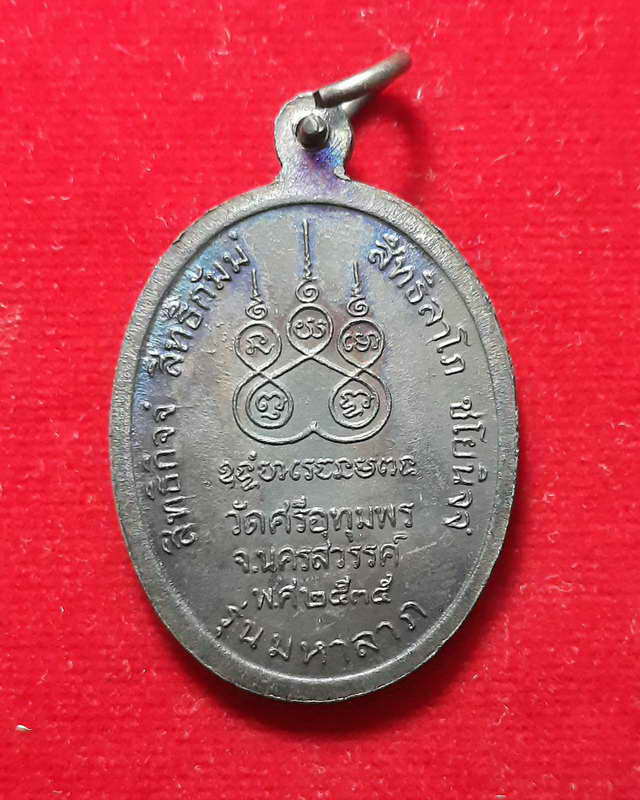 สิทธิกิจจํ สิทธิกัมมํ
สิทธิลาโภ ชโยนิจจํ
วัดศรีอุทุมพร
จ.นครสวรรค์
พ.ศ.๒๕๓๕
รุ่นมหาลาภ